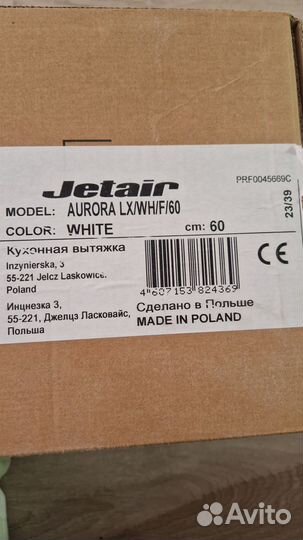 Jetair
PRF0045669C
MODEL: AURORA LX/WH/F/60
COLOR: WHITE cm: 60
23/39
Кухонная вытяжка
Inzynierska, 3
55-221 Jelcz Laskowice.
Poland
CE
4 607153 824369
Инцнезка 3,
55-221, Джелцз Ласковайс,
Польша
Сделано в Польше
MADE IN POLAND
Avito